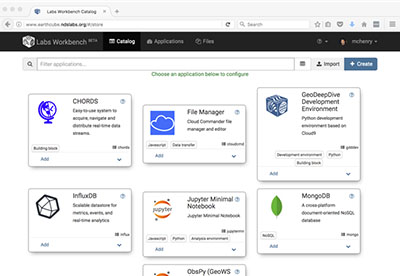 Labs Workbench Catalog
www.earthcube.ndslabs.org/#/store
Search
Labs Workbench BETA
Catalog
Applications
Files
mchenry
Filter applications...
Import
+ Create
Choose an application below to configure
CHORDS
Easy-to-use system to
acquire, navigate and
distribute real-time data
streams.
Building block
chords
Add
File Manager
Cloud Commander file
manager and editor
Javascript
Data transfer
cloudcmd
Add
GeoDeepDive
Development
Environment
Python development
environment based on
Cloud9
Development environment
Python
Building block
gdddev
Add
InfluxDB
Scalable datastore for
metrics, events, and
real-time analytics
influx
Add
Jupyter Minimal
Notebook
Jupyter Minimal Notebook
Javascript
Python
Analysis environment
Add
MongoDB
A cross-platform
document-oriented NoSQL
database
NoSQL
mongo
Add
ObsPy (GeoWS